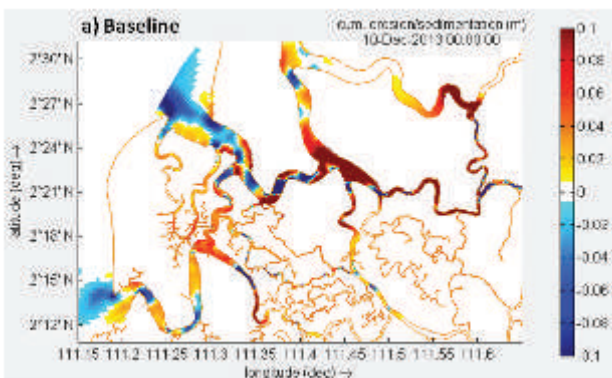 a) Baseline
cum. erosion/sedimentation (m)
10-Dec-2013 00:00:00
2°30'N
2°27'N
2°24'N
2°21'N
2°18'N
2°15'N
2°12'N
latitude (deg) →
111.15 111.2 111.25 111.3 111.35 111.4 111.45 111.5 111.55 111.6
longitude (deg) →
0.1
0.08
0.06
0.04
0.02
0
-0.02
-0.04
-0.06
-0.08
-0.1